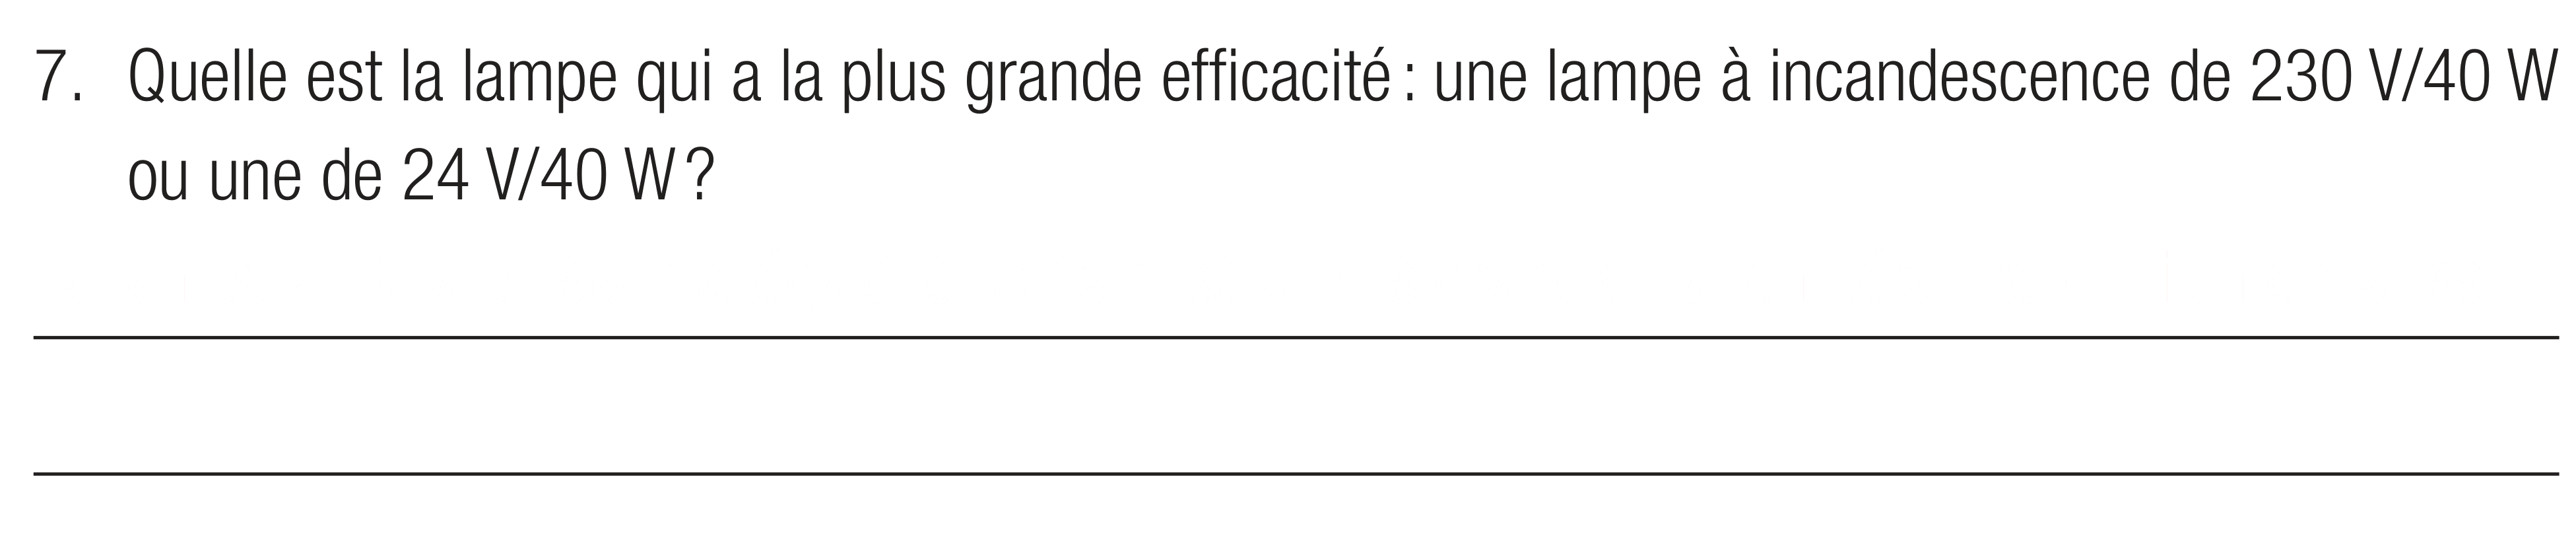 7. Quelle est la lampe qui a la plus grande efficacité : une lampe à incandescence de 230 V/40 W
ou une de 24 V/40 W ?